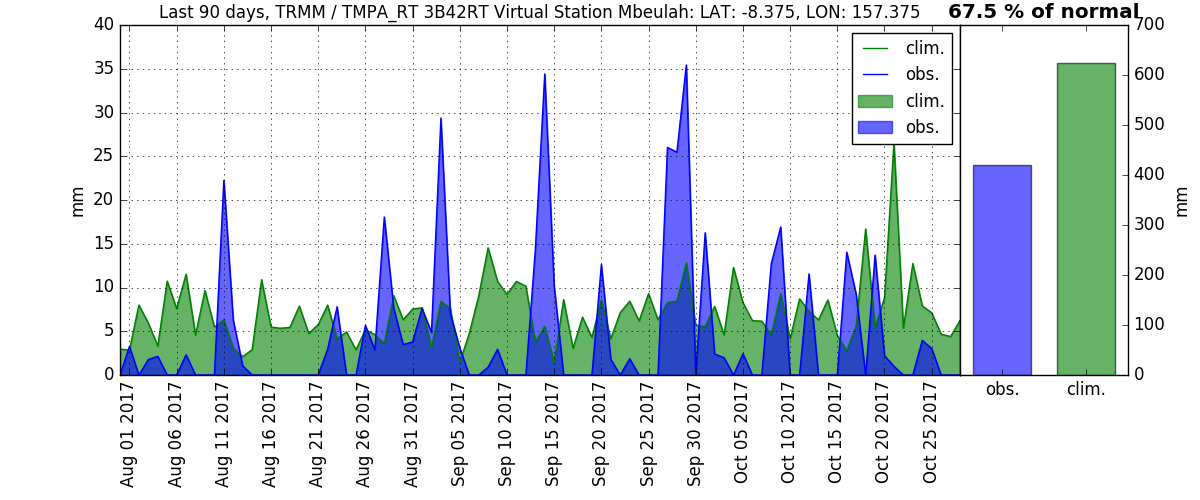 Last 90 days, TRMM / TMPA_RT 3B42RT Virtual Station Mbeulah: LAT: -8.375, LON: 157.375
67.5 % of normal
40
35
30
25
20
15
10
5
0
mm
clim.
obs.
clim.
obs.
Aug 01 2017
Aug 06 2017
Aug 11 2017
Aug 16 2017
Aug 21 2017
Aug 26 2017
Aug 31 2017
Sep 05 2017
Sep 10 2017
Sep 15 2017
Sep 20 2017
Sep 25 2017
Sep 30 2017
Oct 05 2017
Oct 10 2017
Oct 15 2017
Oct 20 2017
Oct 25 2017
700
600
500
400
300
200
100
0
mm
obs.
clim.